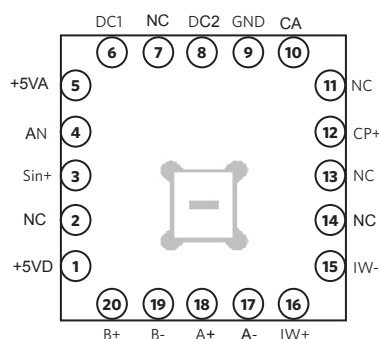 DC1 NC DC2 GND CA
6 7 8 9 10
+5VA 5 11 NC
AN 4 12 CP+
Sin+ 3 13 NC
NC 2 14 NC
+5VD 1 15 IW-
20 19 18 17 16
B+ B- A+ A- IW+